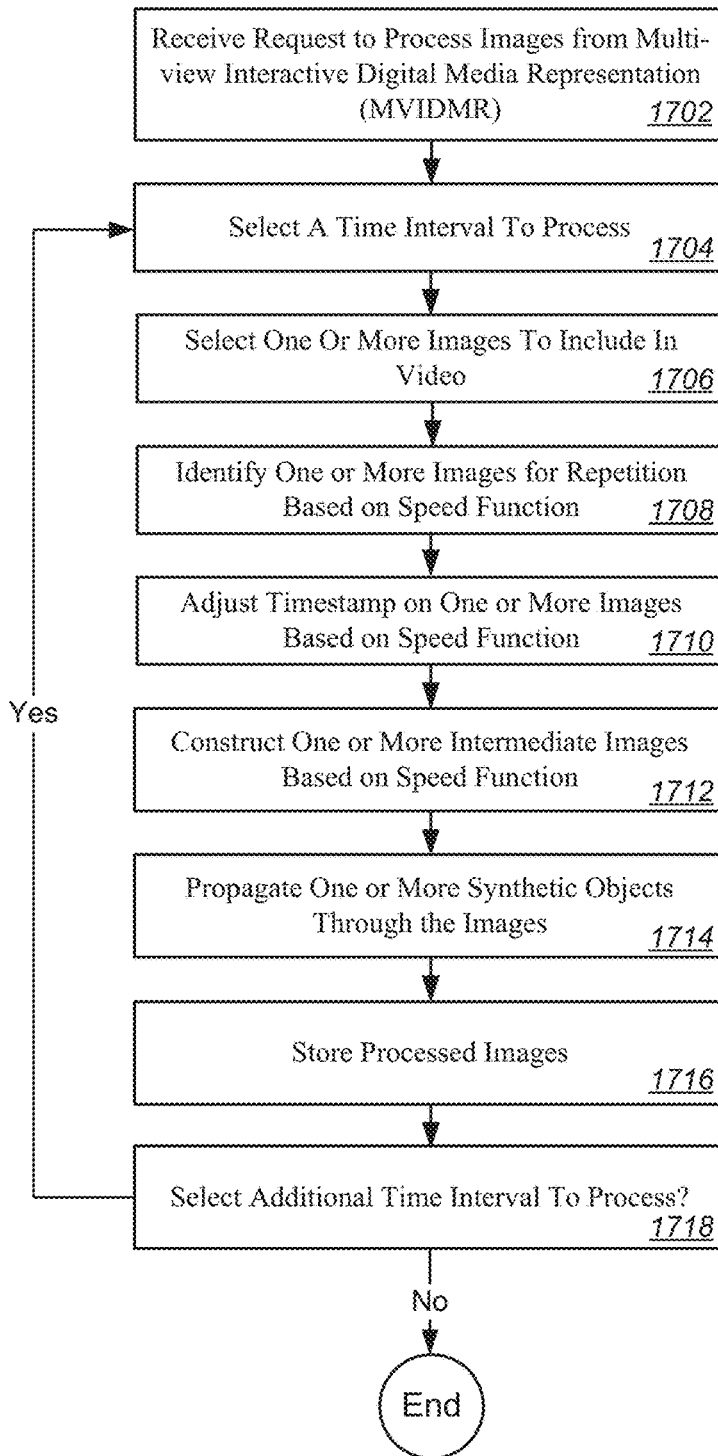 Receive Request to Process Images from Multi-
view Interactive Digital Media Representation
(MVIDMR)
1702
Select A Time Interval To Process
1704
Select One Or More Images To Include In
Video
1706
Identify One or More Images for Repetition
Based on Speed Function
1708
Adjust Timestamp on One or More Images
Based on Speed Function
1710
Yes
Construct One or More Intermediate Images
Based on Speed Function
1712
Propagate One or More Synthetic Objects
Through the Images
1714
Store Processed Images
1716
Select Additional Time Interval To Process?
1718
No
End